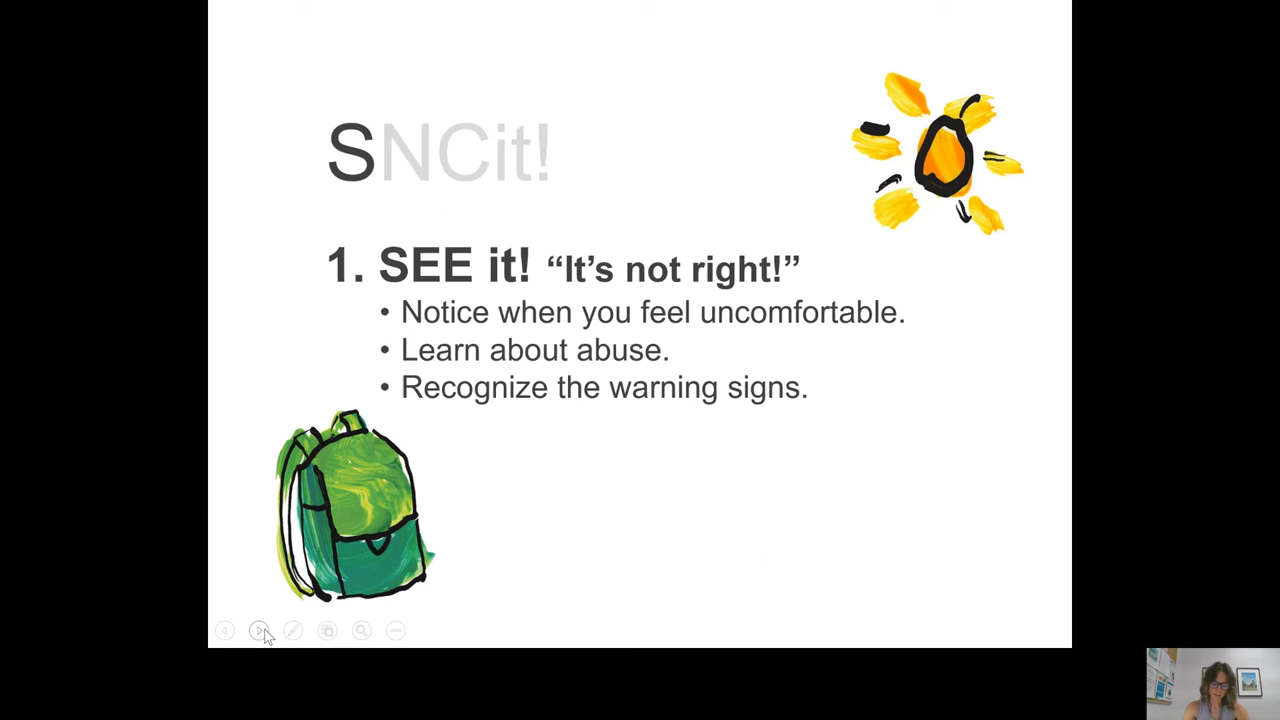 SNCit!
1. SEE it! “It’s not right!”
• Notice when you feel uncomfortable.
• Learn about abuse.
• Recognize the warning signs.